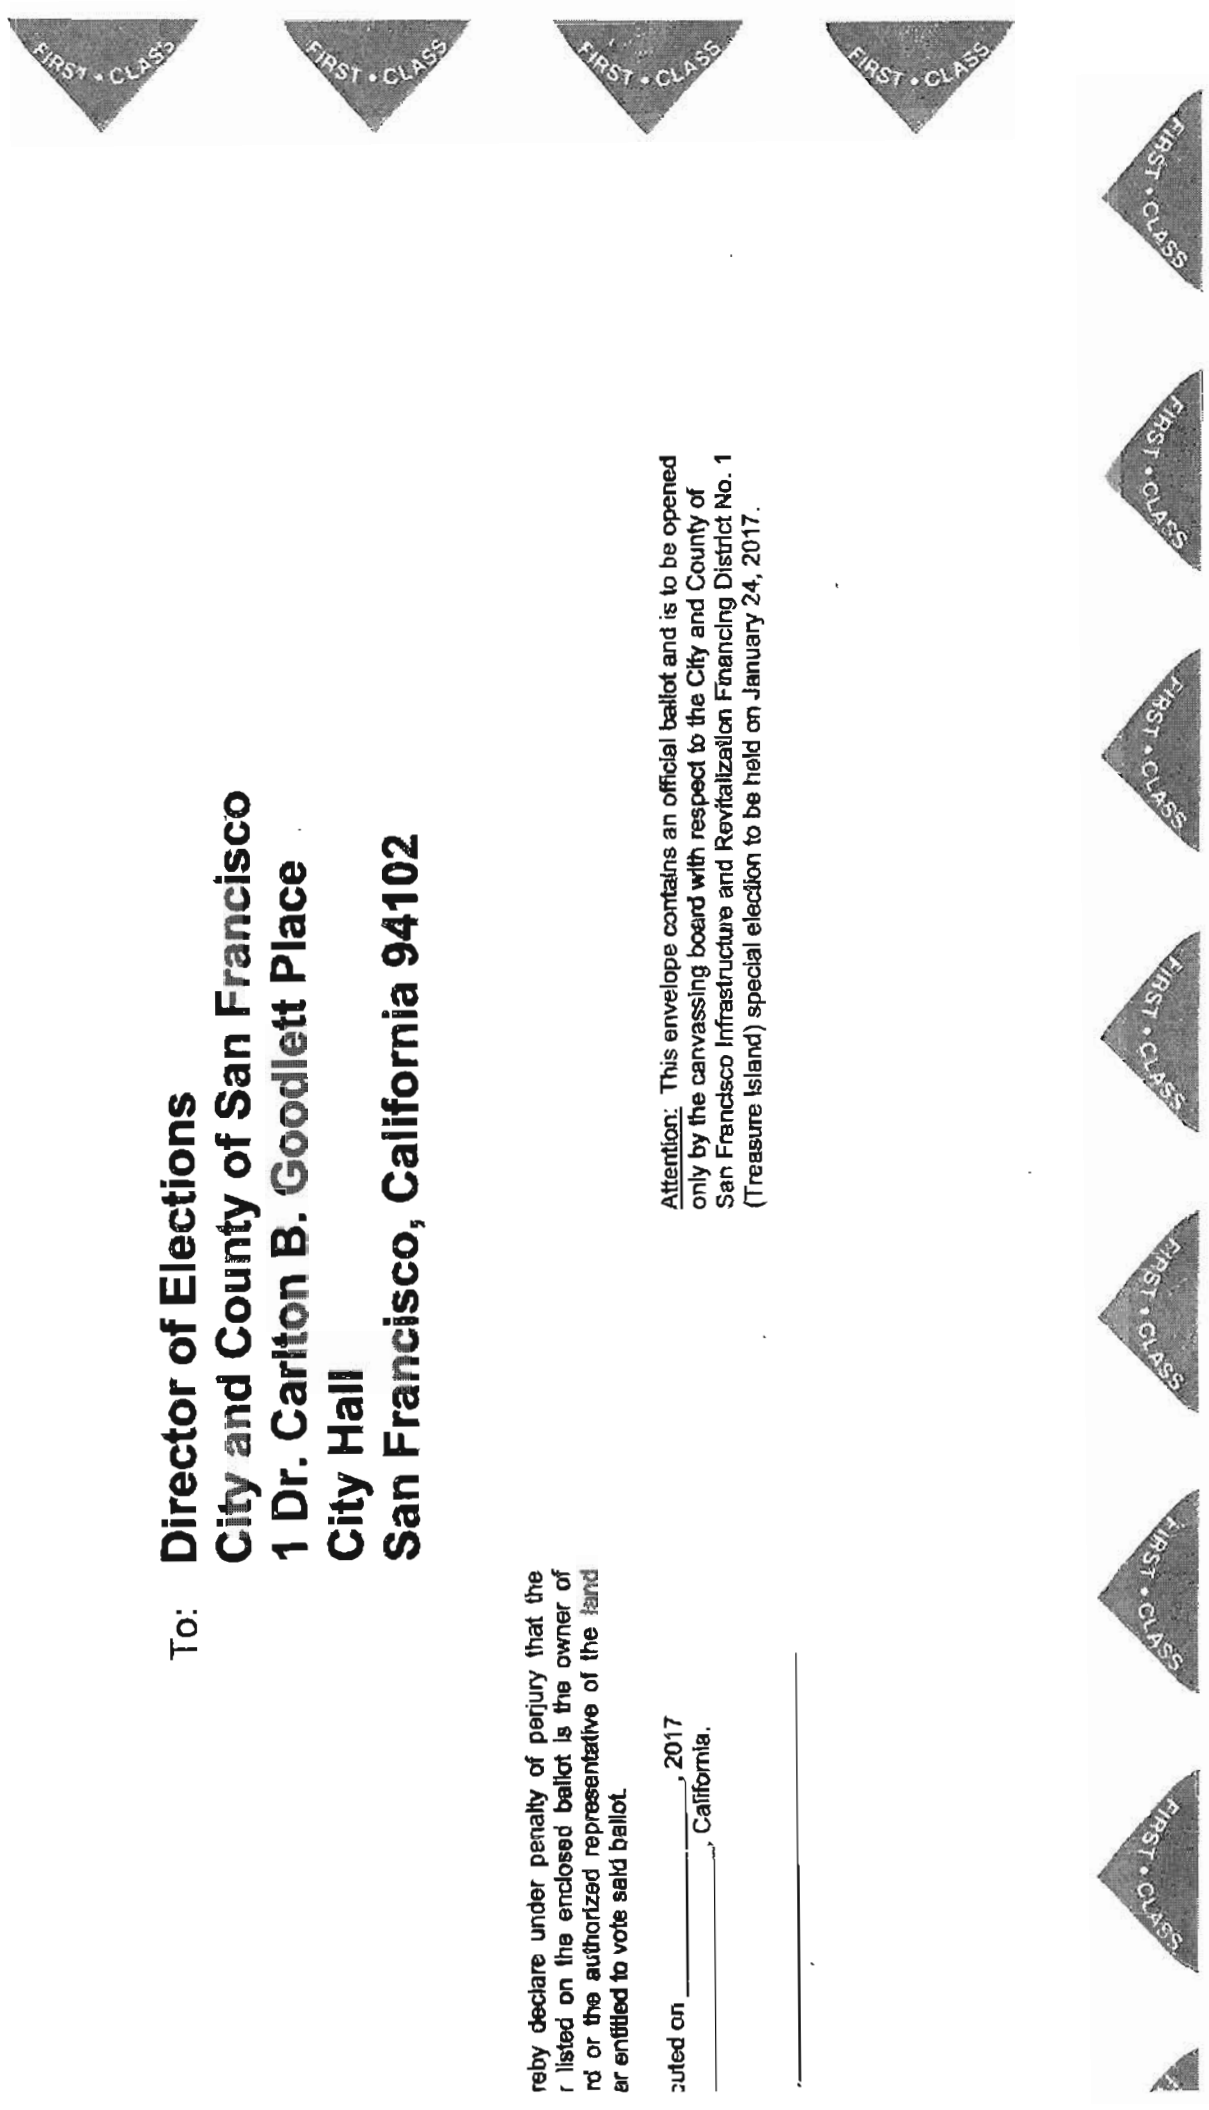 FIRST • CLASS
FIRST • CLASS
FIRST • CLASS
FIRST • CLASS
FIRST • CLASS
FIRST • CLASS
FIRST • CLASS
FIRST • CLASS
FIRST • CLASS
FIRST • CLASS
FIRST • CLASS
To: Director of Elections
City and County of San Francisco
1 Dr. Carlton B. Goodlett Place
City Hall
San Francisco, California 94102
reby declare under penalty of perjury that the
r listed on the enclosed ballot is the owner of
rd or the authorized representative of the land
er entitled to vote said ballot.
cuted on , 2017
, California.
Attention: This envelope contains an official ballot and is to be opened
only by the canvassing board with respect to the City and County of
San Francisco Infrastructure and Revitalization Financing District No. 1
(Treasure Island) special election to be held on January 24, 2017.